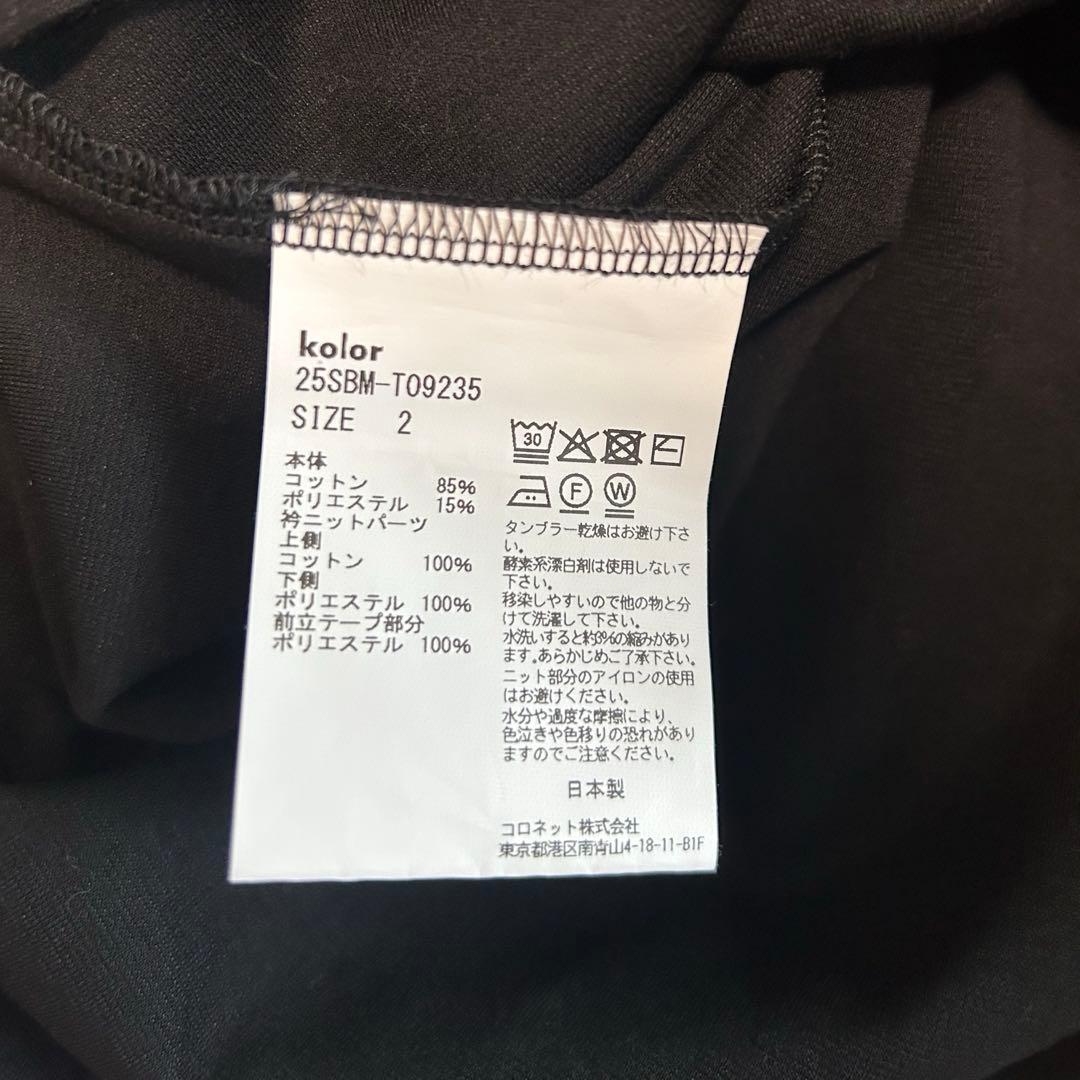 kolor
25SBM-T09235
SIZE 2
本体
コットン 85%
ポリエステル 15%
衿ニットパーツ
上側
コットン 100%
下側
ポリエステル 100%
前立テープ部分
ポリエステル 100%
30
F W
タンブラー乾燥はお避け下さ
い。
酵素系漂白剤は使用しないで
下さい。
移染しやすいので他の物と分
けて洗濯して下さい。
水洗いすると約3%の縮みがあり
ます。あらかじめご了承下さい。
ニット部分のアイロンの使用
はお避けください。
水分や過度な摩擦により、
色泣きや色移りの恐れがあり
ますのでご注意ください。
日本製
コロネット株式会社
東京都港区南青山4-18-11-B1F